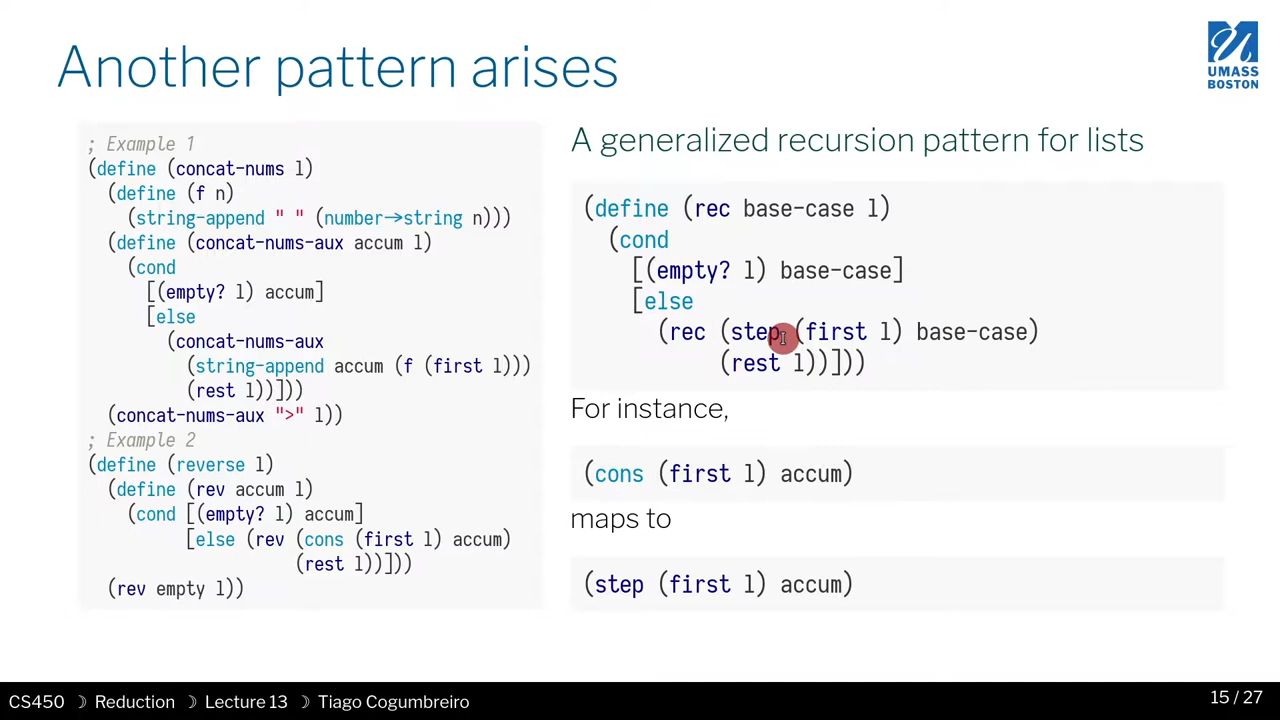 Another pattern arises
UMASS
BOSTON
; Example 1
(define (concat-nums l)
  (define (f n)
    (string-append " " (number→string n)))
  (define (concat-nums-aux accum l)
    (cond
      [(empty? l) accum]
      [else
        (concat-nums-aux
          (string-append accum (f (first l)))
          (rest l))]))
  (concat-nums-aux ">" l))
; Example 2
(define (reverse l)
  (define (rev accum l)
    (cond [(empty? l) accum]
          [else (rev (cons (first l) accum)
                     (rest l))]))
  (rev empty l))
A generalized recursion pattern for lists
(define (rec base-case l)
  (cond
    [(empty? l) base-case]
    [else
      (rec (step (first l) base-case)
           (rest l))]))
For instance,
(cons (first l) accum)
maps to
(step (first l) accum)
CS450 ☽ Reduction ☽ Lecture 13 ☽ Tiago Cogumbreiro
15 / 27